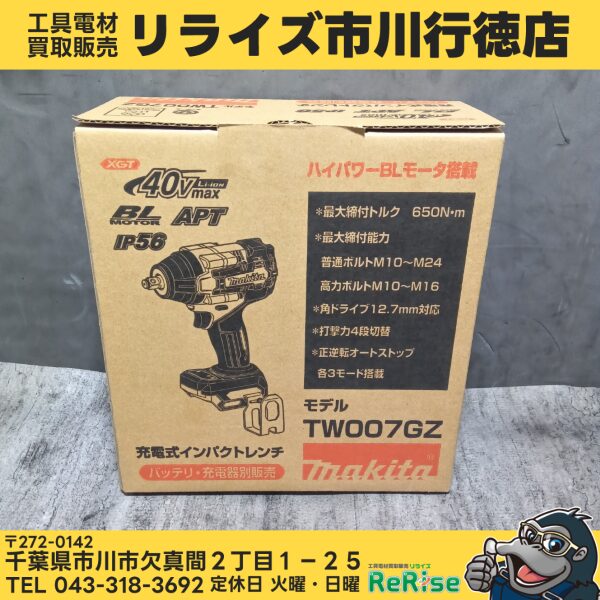 工具電材
買取販売
リライズ市川行徳店
TW007GZ
XGT
40Vmax
Li-ION
BL
MOTOR
APT
IP56
makita
充電式インパクトレンチ
バッテリ・充電器別販売
ハイパワーBLモータ搭載
*最大締付トルク 650N・m
*最大締付能力
普通ボルトM10〜M24
高力ボルトM10〜M16
*角ドライブ12.7mm対応
*打撃力4段切替
*正逆転オートストップ
各3モード搭載
モデル
TW007GZ
makita
〒272-0142
千葉県市川市欠真間２丁目１－２５
TEL 043-318-3692 定休日 火曜・日曜
工具電材買取販売 リライズ
ReRise